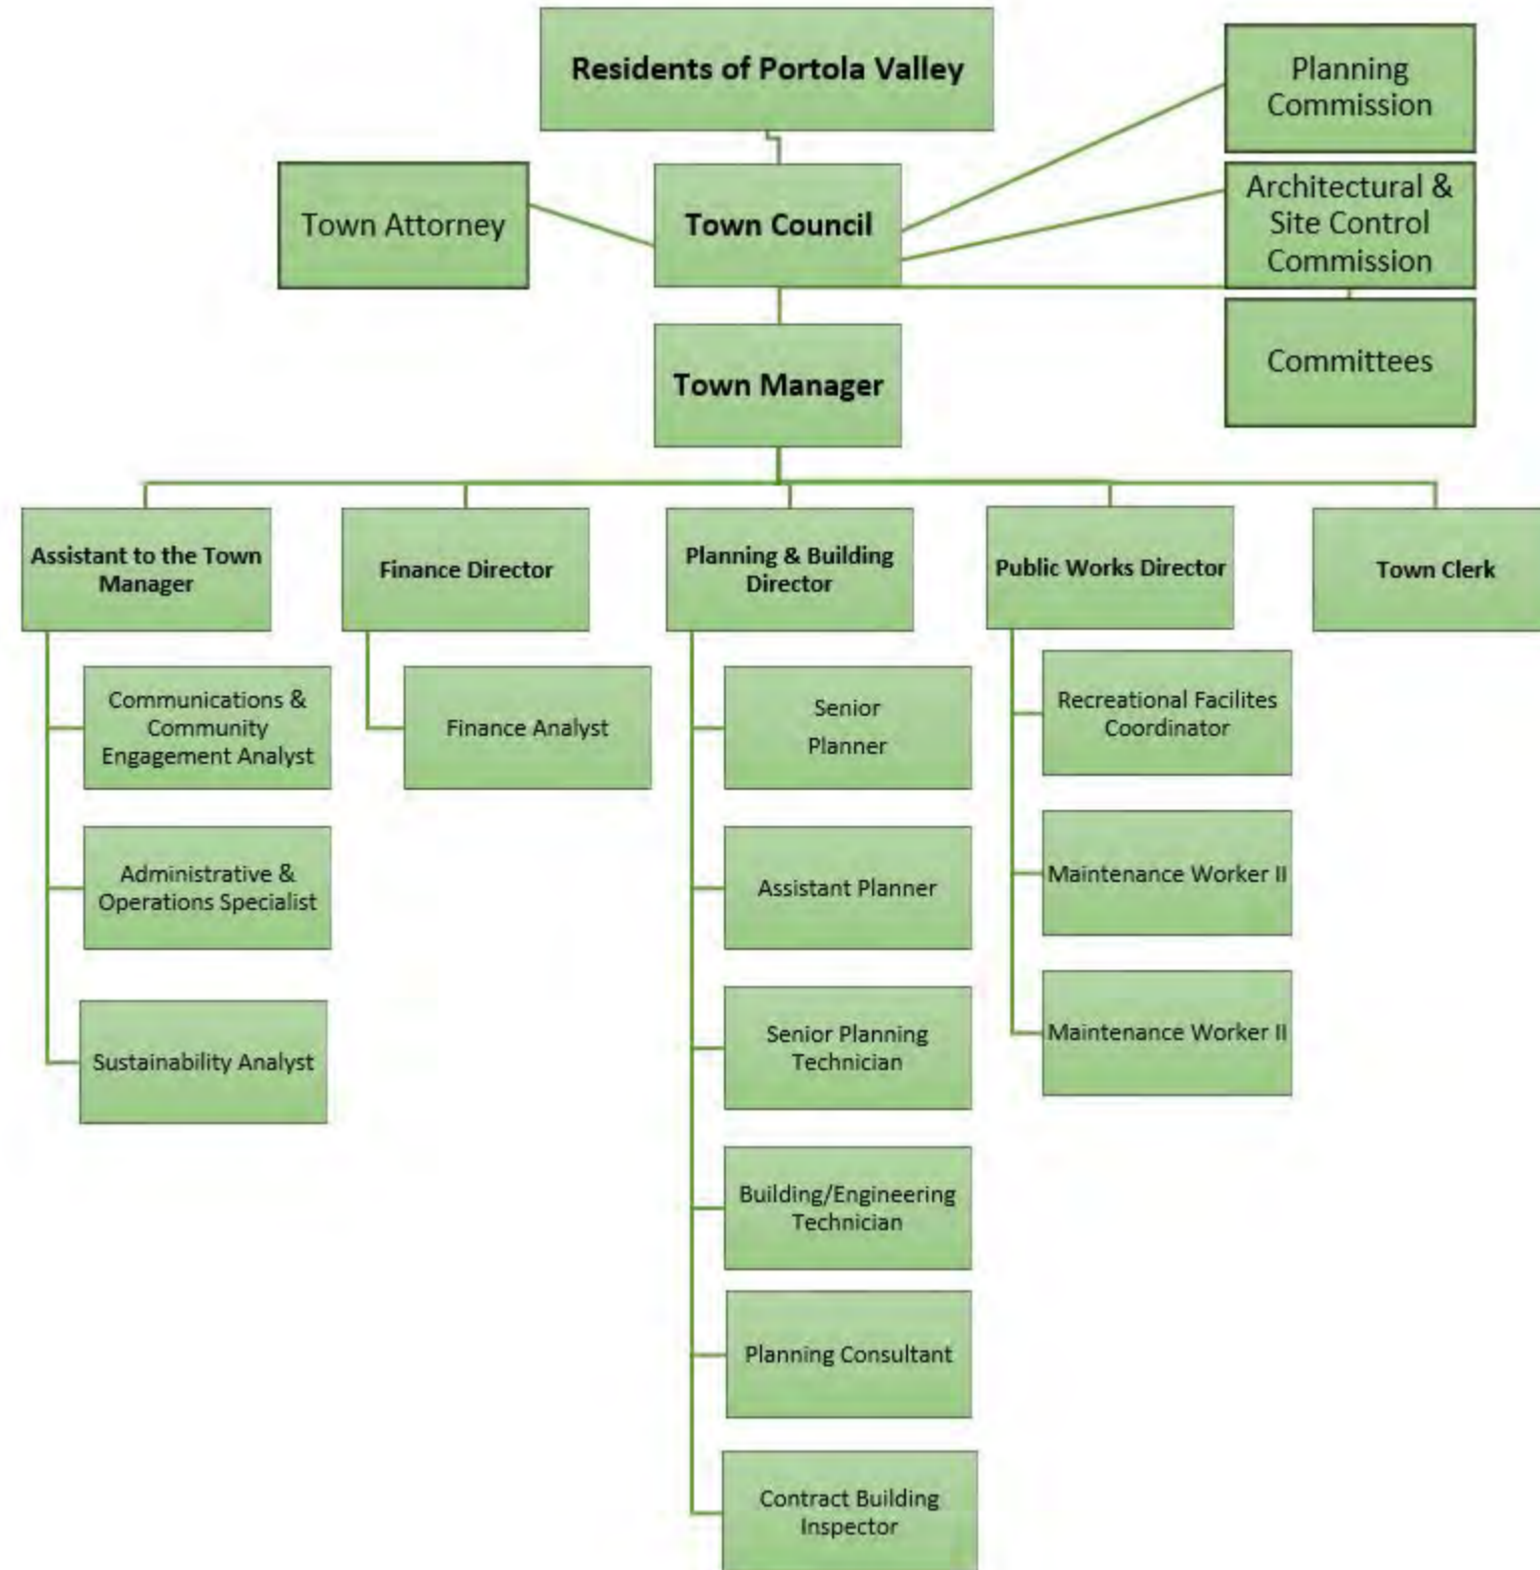 Residents of Portola Valley
Planning
Commission
Town Attorney
Town Council
Architectural &
Site Control
Commission
Town Manager
Committees
Assistant to the Town
Manager
Finance Director
Planning & Building
Director
Public Works Director
Town Clerk
Communications &
Community
Engagement Analyst
Administrative &
Operations Specialist
Sustainability Analyst
Finance Analyst
Senior
Planner
Assistant Planner
Senior Planning
Technician
Building/Engineering
Technician
Planning Consultant
Contract Building
Inspector
Recreational Facilites
Coordinator
Maintenance Worker II
Maintenance Worker II